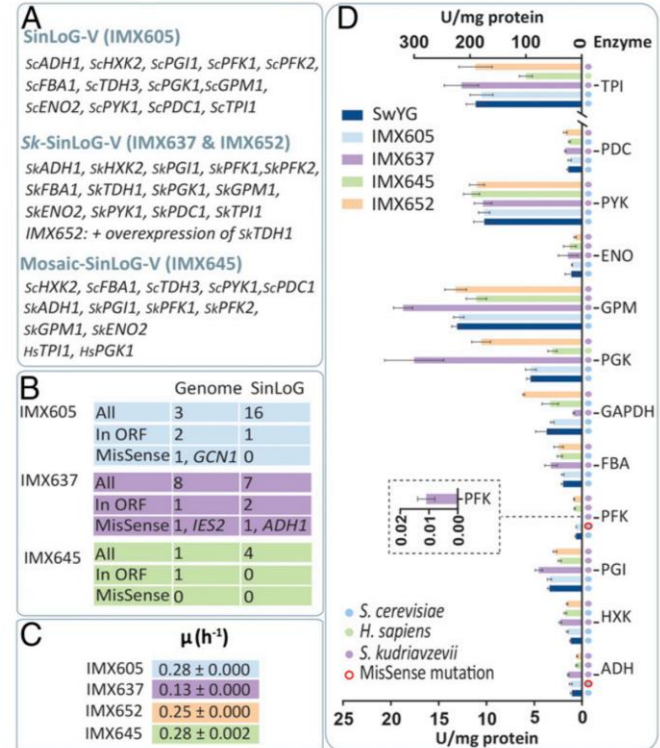 A
SinLoG-V (IMX605)
ScADH1, ScHXK2, ScPGI1, ScPFK1, ScPFK2,
ScFBA1, ScTDH3, ScPGK1,ScGPM1,
ScENO2, ScPYK1, ScPDC1, ScTPI1
Sk-SinLoG-V (IMX637 & IMX652)
SkADH1, SkHXK2, SkPGI1, SkPFK1,SkPFK2,
SkFBA1, SkTDH1, SkPGK1, SkGPM1,
SkENO2, SkPYK1, SkPDC1, SkTPI1
IMX652: + overexpression of SkTDH1
Mosaic-SinLoG-V (IMX645)
ScHXK2, ScFBA1, ScTDH3, ScPYK1,ScPDC1
SkADH1, SkPGI1, SkPFK1, SkPFK2,
SkGPM1, SkENO2
HsTPI1, HsPGK1
B
Genome SinLoG
IMX605
All 3 16
In ORF 2 1
MisSense 1, GCN1 0
IMX637
All 8 7
In ORF 1 2
MisSense 1, IES2 1, ADH1
IMX645
All 1 4
In ORF 1 0
MisSense 0 0
C
μ (h-1)
IMX605 0.28 ± 0.000
IMX637 0.13 ± 0.000
IMX652 0.25 ± 0.000
IMX645 0.28 ± 0.002
D
U/mg protein
300 200 100 0 Enzyme
TPI
SwYG
IMX605
IMX637
IMX645
IMX652
PDC
PYK
ENO
GPM
PGK
GAPDH
FBA
PFK
0.02 0.01 0.00
PFK
PGI
HXK
ADH
S. cerevisiae
H. sapiens
S. kudriavzevii
MisSense mutation
25 20 15 10 5 0
U/mg protein